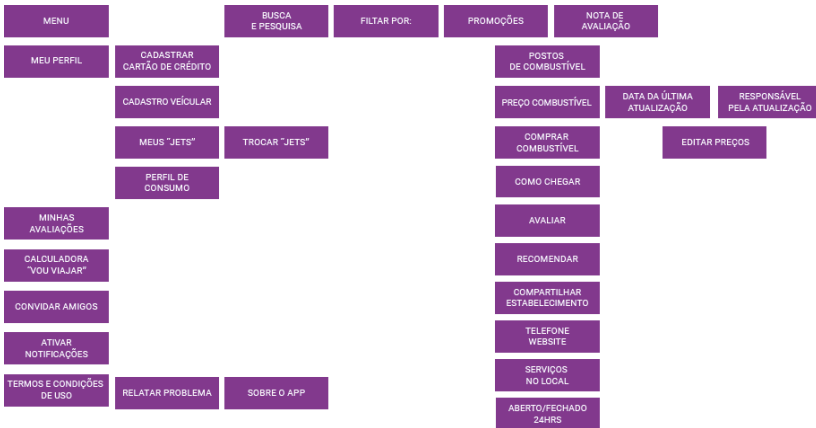 MENU
BUSCA
E PESQUISA
FILTAR POR:
PROMOÇÕES
NOTA DE
AVALIAÇÃO
MEU PERFIL
CADASTRAR
CARTÃO DE CRÉDITO
POSTOS
DE COMBUSTÍVEL
CADASTRO VEÍCULAR
PREÇO COMBUSTÍVEL
DATA DA ÚLTIMA
ATUALIZAÇÃO
RESPONSÁVEL
PELA ATUALIZAÇÃO
MEUS "JETS"
TROCAR "JETS"
COMPRAR
COMBUSTÍVEL
EDITAR PREÇOS
PERFIL DE
CONSUMO
COMO CHEGAR
MINHAS
AVALIAÇÕES
AVALIAR
CALCULADORA
"VOU VIAJAR"
RECOMENDAR
CONVIDAR AMIGOS
COMPARTILHAR
ESTABELECIMENTO
ATIVAR
NOTIFICAÇÕES
TELEFONE
WEBSITE
TERMOS E CONDIÇÕES
DE USO
RELATAR PROBLEMA
SOBRE O APP
SERVIÇOS
NO LOCAL
ABERTO/FECHADO
24HRS